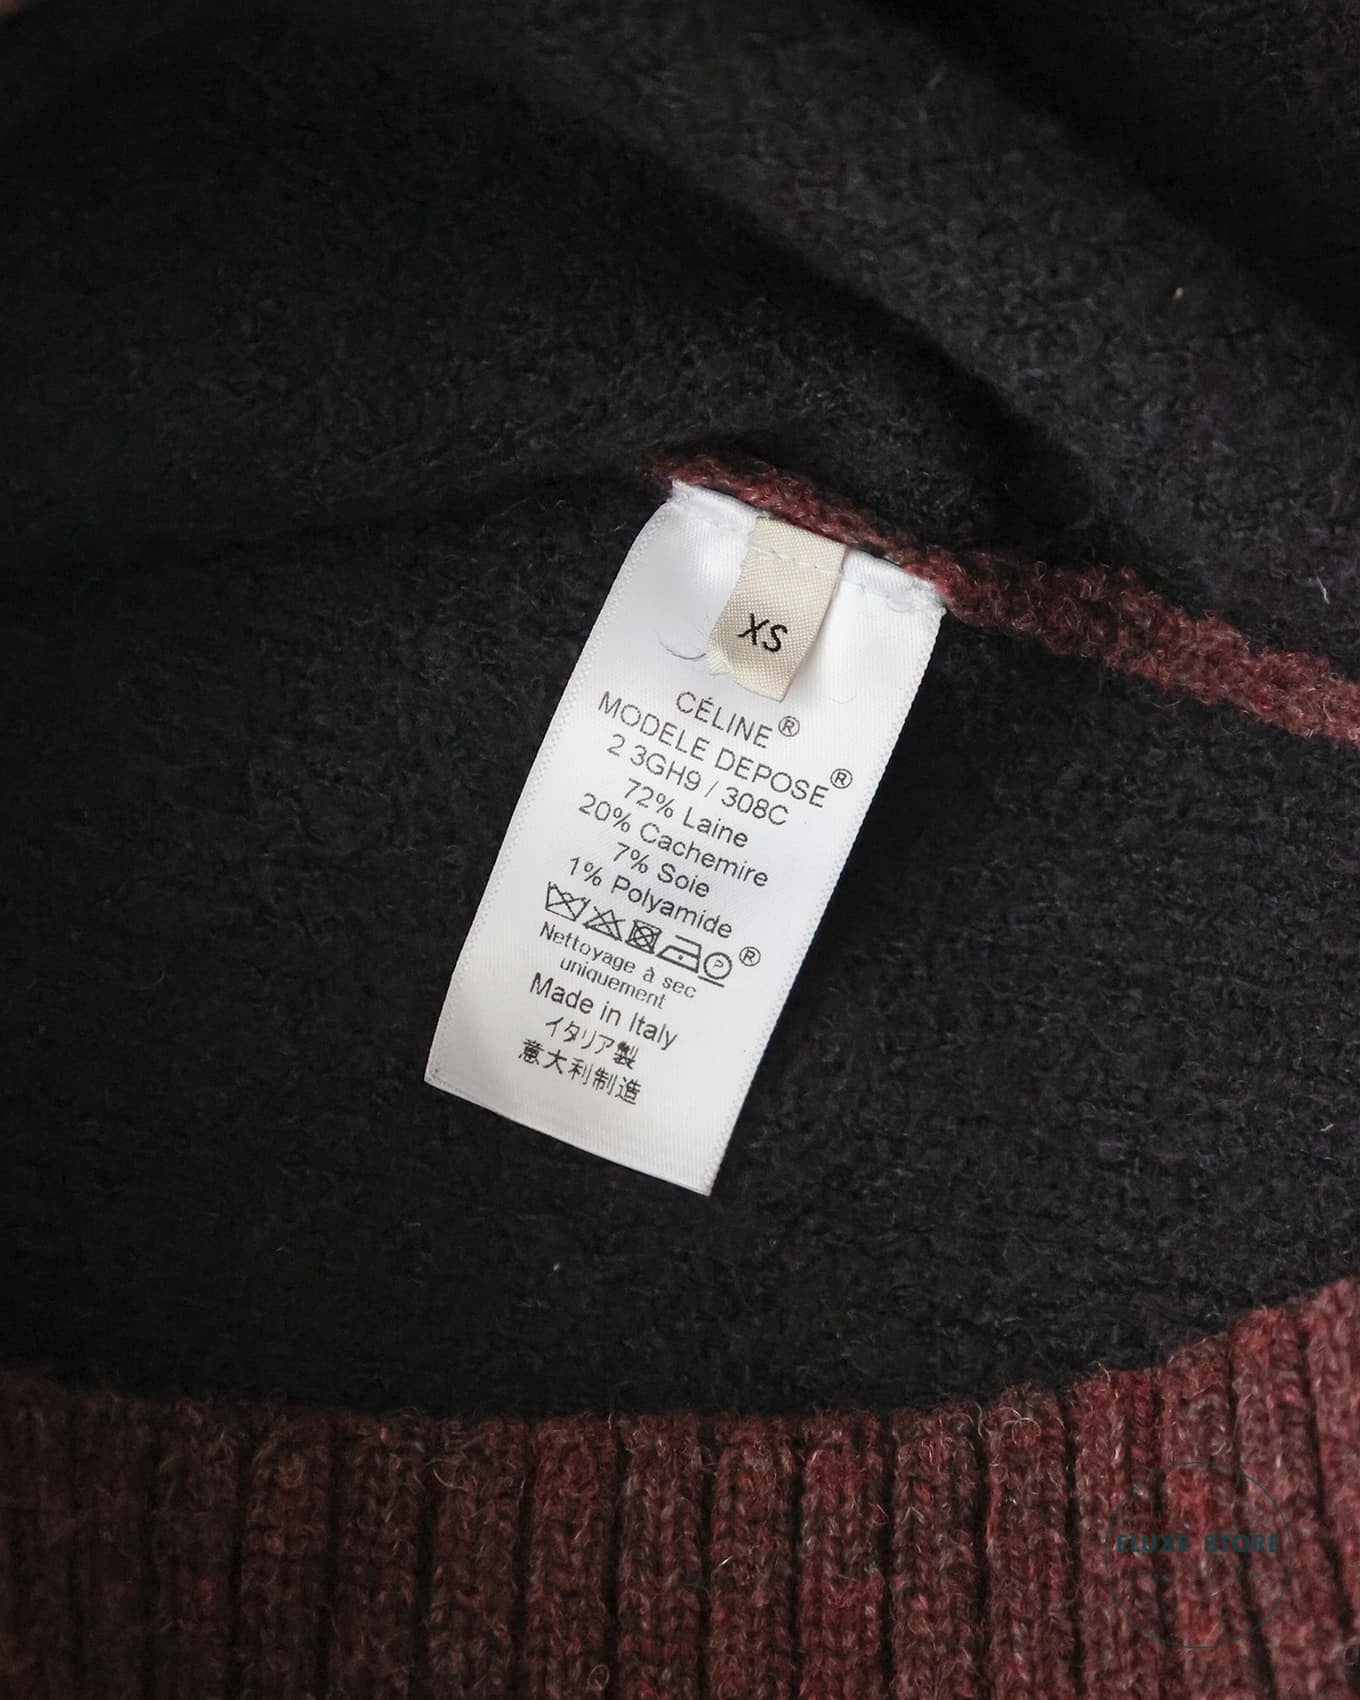 XS
CÉLINE®
MODELE DEPOSE®
2 3GH9 / 308C
72% Laine
20% Cachemire
7% Soie
1% Polyamide
P ®
Nettoyage à sec
uniquement
Made in Italy
イタリア製
意大利制造
ELUXE STORE